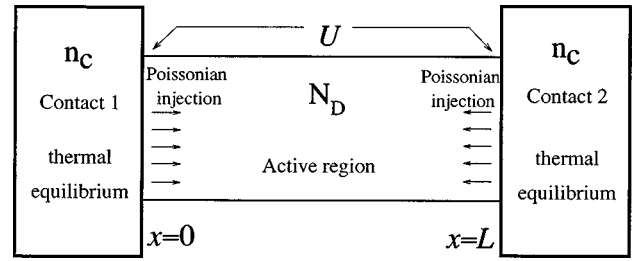 U
n_c
Contact 1
thermal
equilibrium
Poissonian
injection
N_D
Active region
Poissonian
injection
n_c
Contact 2
thermal
equilibrium
x=0
x=L